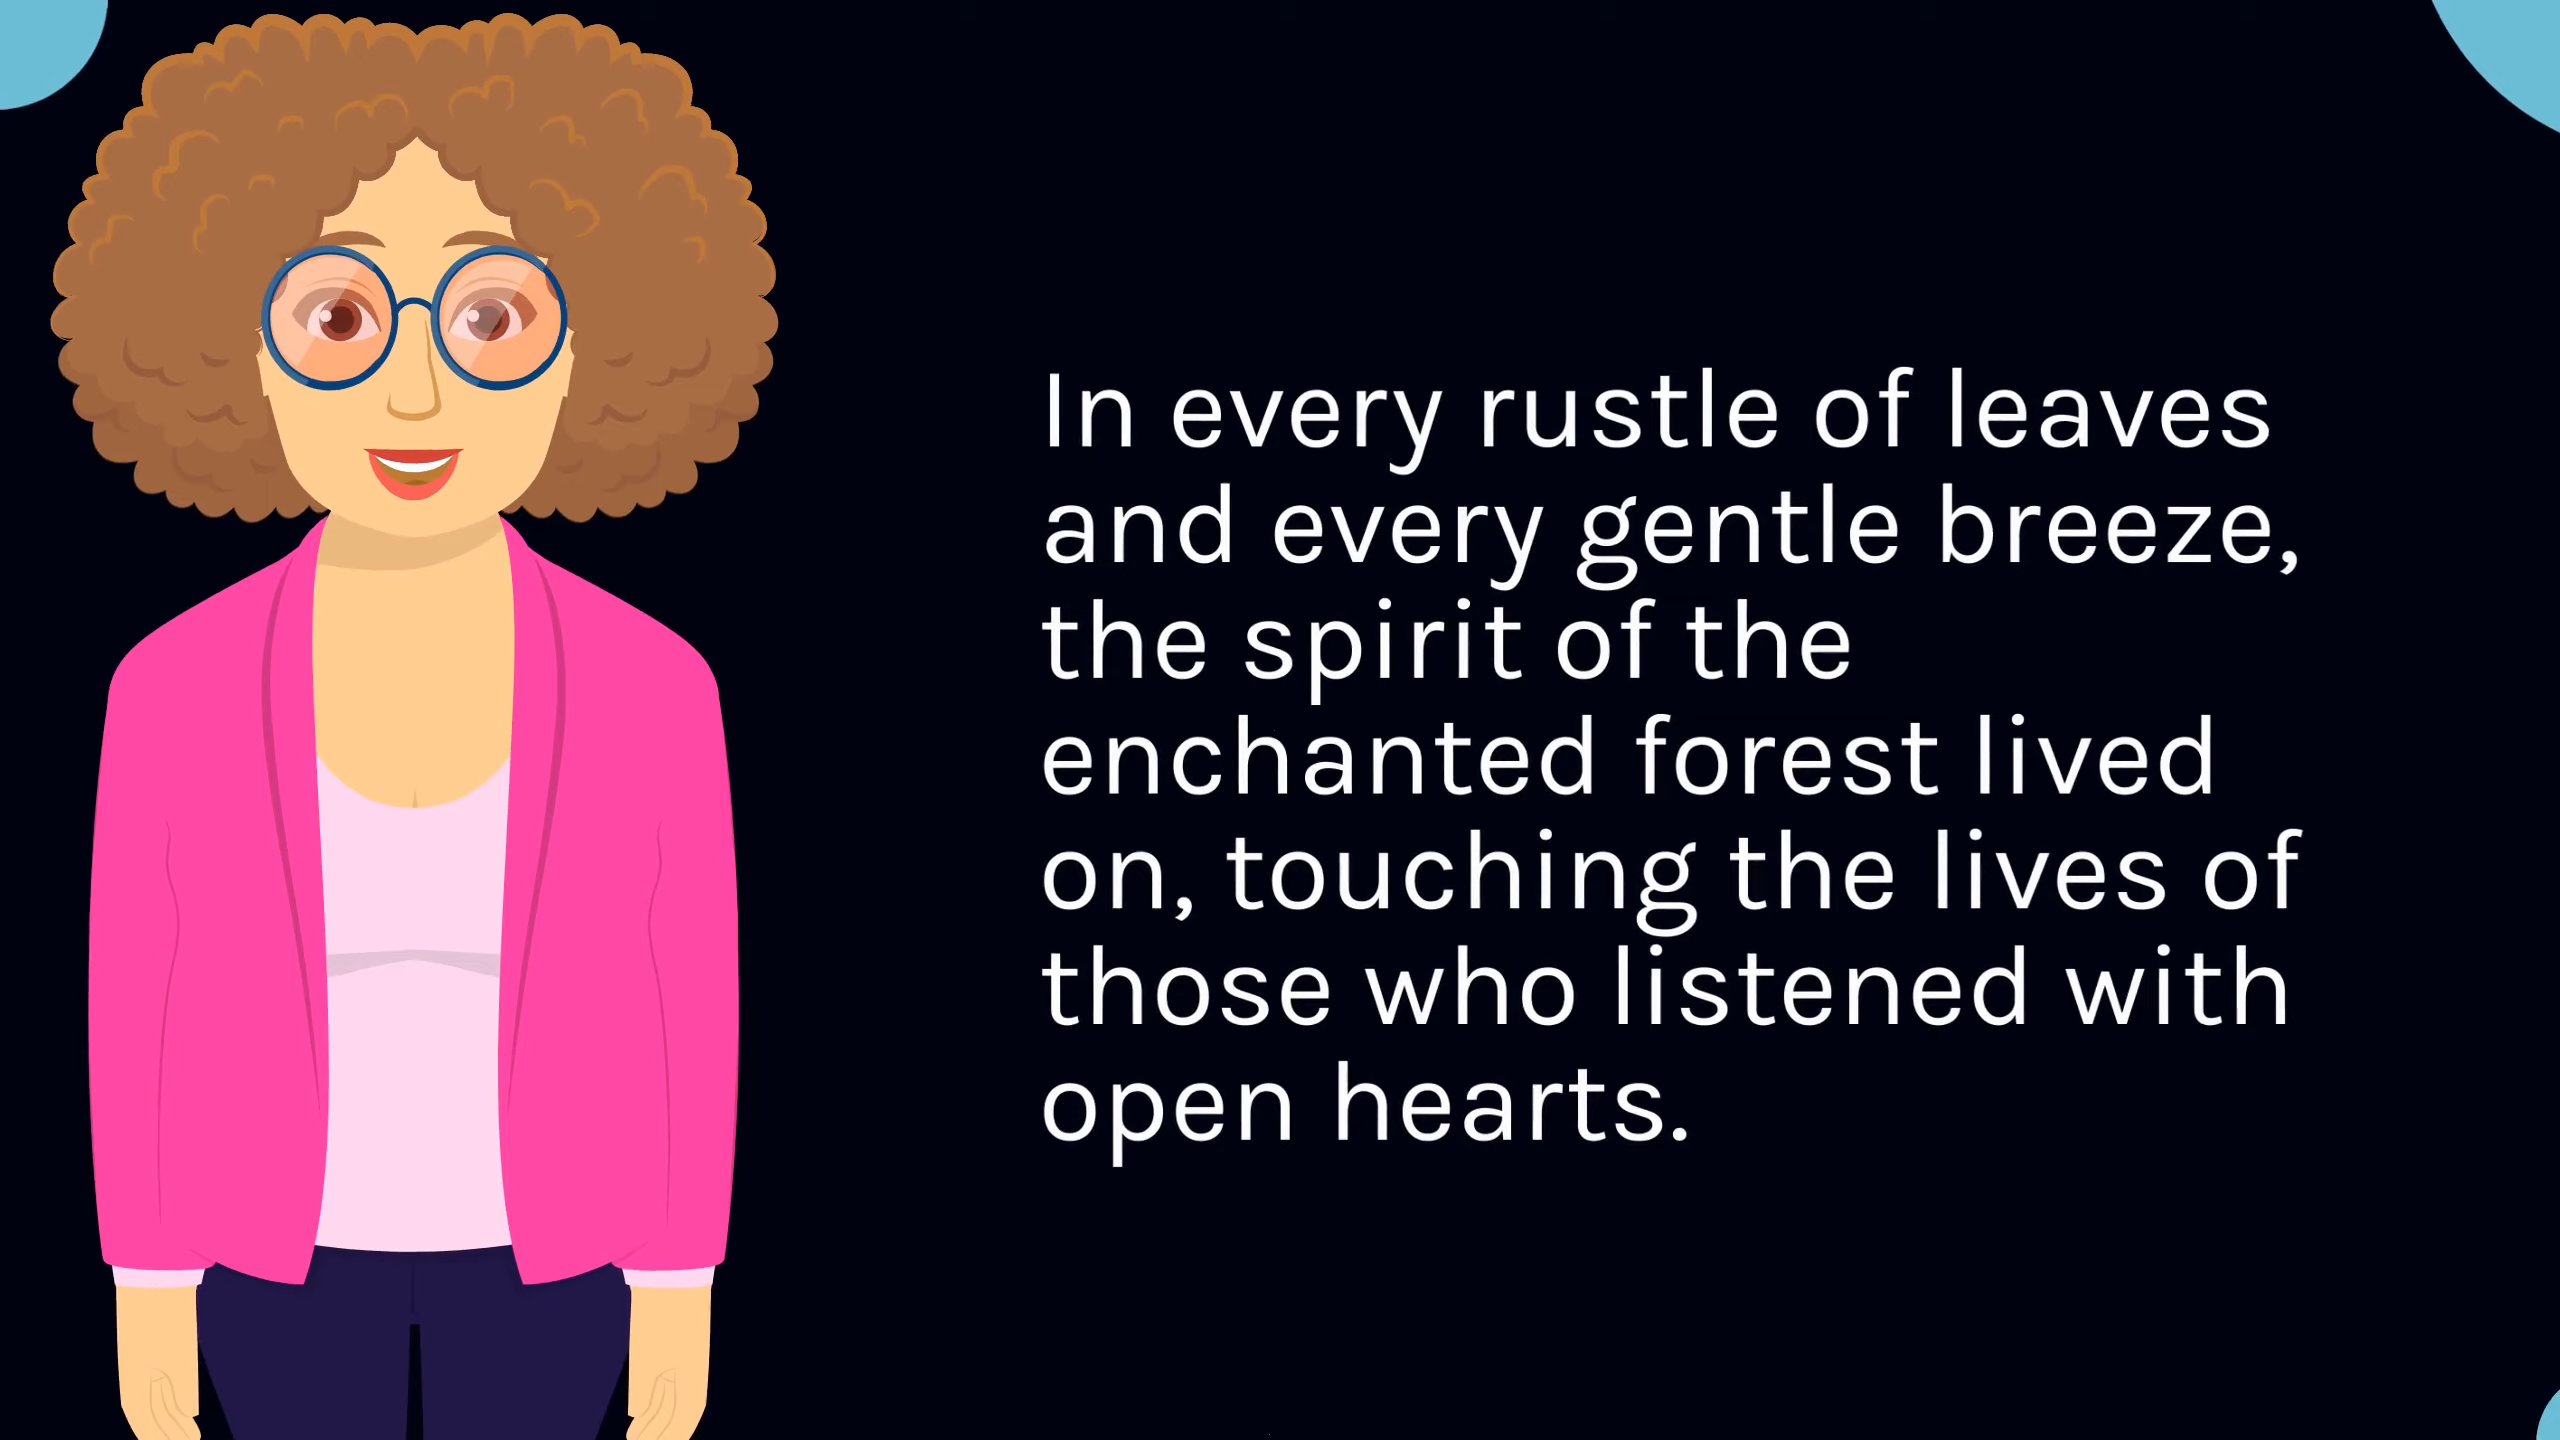 In every rustle of leaves
and every gentle breeze,
the spirit of the
enchanted forest lived
on, touching the lives of
those who listened with
open hearts.